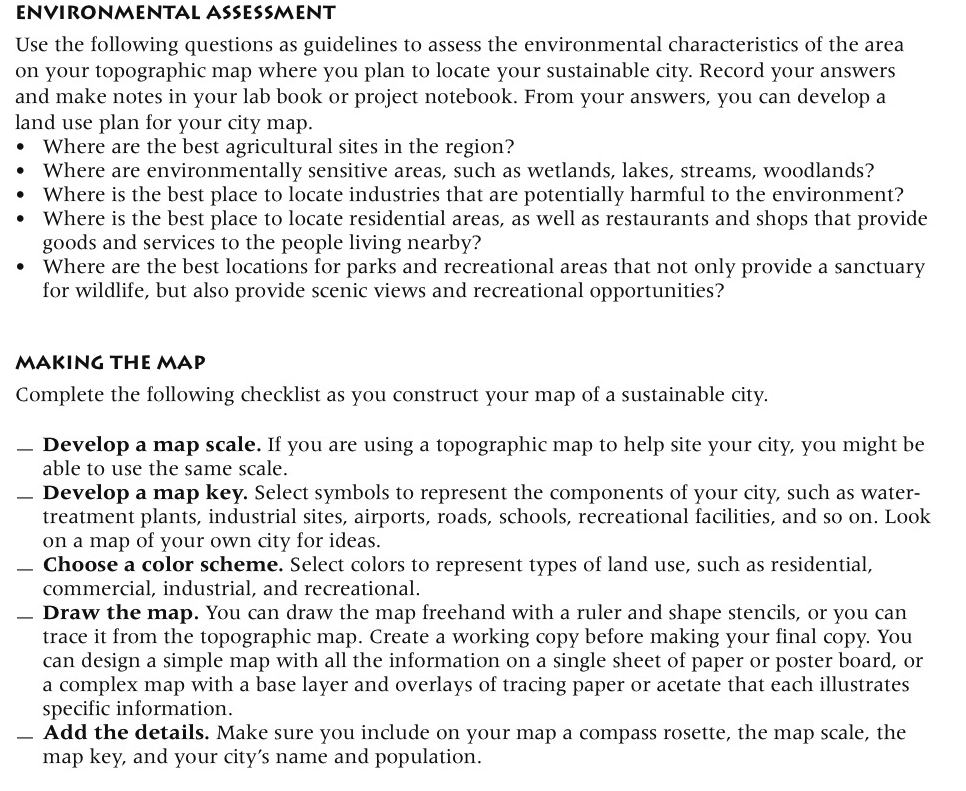 ENVIRONMENTAL ASSESSMENT
Use the following questions as guidelines to assess the environmental characteristics of the area
on your topographic map where you plan to locate your sustainable city. Record your answers
and make notes in your lab book or project notebook. From your answers, you can develop a
land use plan for your city map.
• Where are the best agricultural sites in the region?
• Where are environmentally sensitive areas, such as wetlands, lakes, streams, woodlands?
• Where is the best place to locate industries that are potentially harmful to the environment?
• Where is the best place to locate residential areas, as well as restaurants and shops that provide
goods and services to the people living nearby?
• Where are the best locations for parks and recreational areas that not only provide a sanctuary
for wildlife, but also provide scenic views and recreational opportunities?
MAKING THE MAP
Complete the following checklist as you construct your map of a sustainable city.
_ Develop a map scale. If you are using a topographic map to help site your city, you might be
able to use the same scale.
_ Develop a map key. Select symbols to represent the components of your city, such as water-
treatment plants, industrial sites, airports, roads, schools, recreational facilities, and so on. Look
on a map of your own city for ideas.
_ Choose a color scheme. Select colors to represent types of land use, such as residential,
commercial, industrial, and recreational.
_ Draw the map. You can draw the map freehand with a ruler and shape stencils, or you can
trace it from the topographic map. Create a working copy before making your final copy. You
can design a simple map with all the information on a single sheet of paper or poster board, or
a complex map with a base layer and overlays of tracing paper or acetate that each illustrates
specific information.
_ Add the details. Make sure you include on your map a compass rosette, the map scale, the
map key, and your city's name and population.